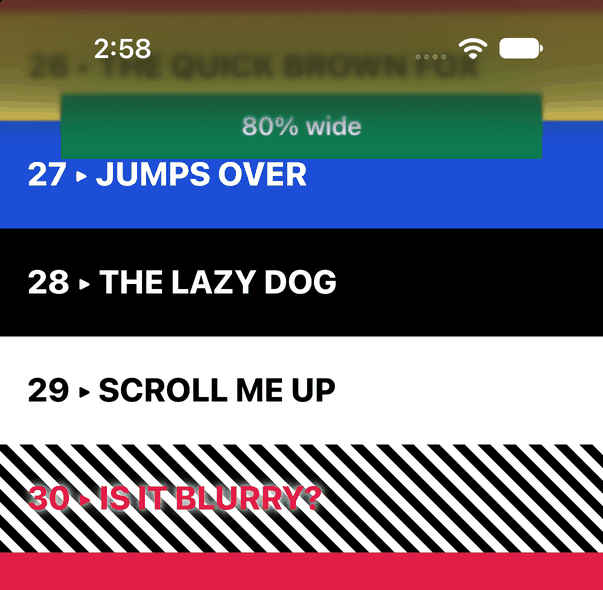 2:58
26 ▸ THE QUICK BROWN FOX
80% wide
27 ▸ JUMPS OVER
28 ▸ THE LAZY DOG
29 ▸ SCROLL ME UP
30 ▸ IS IT BLURRY?